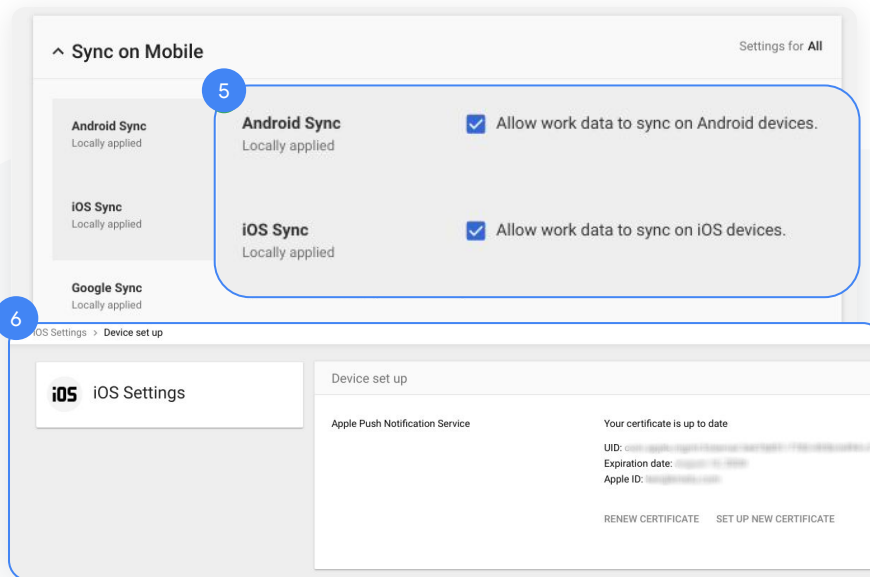 Sync on Mobile
Settings for All
5
Android Sync
Locally applied
iOS Sync
Locally applied
Google Sync
Locally applied
Android Sync
Locally applied
Allow work data to sync on Android devices.
iOS Sync
Locally applied
Allow work data to sync on iOS devices.
6
iOS Settings > Device set up
iOS iOS Settings
Device set up
Apple Push Notification Service
Your certificate is up to date
UID:
Expiration date:
Apple ID:
RENEW CERTIFICATE SET UP NEW CERTIFICATE